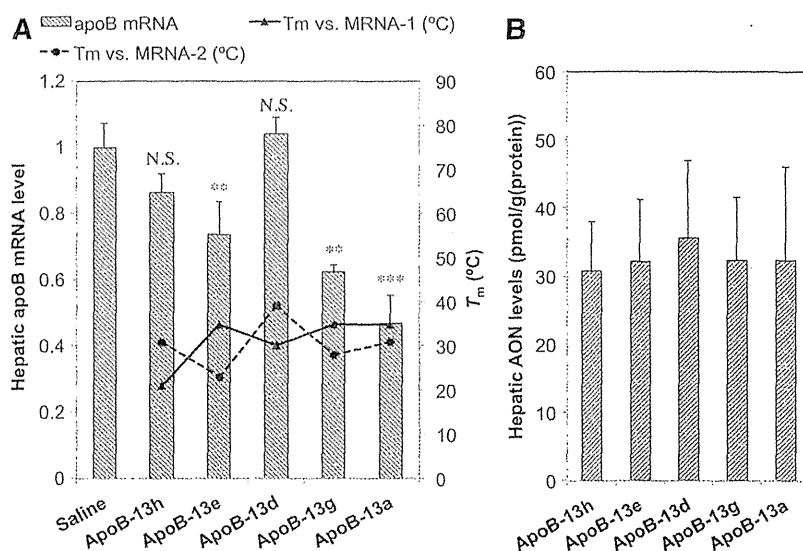 A
apoB mRNA
Tm vs. MRNA-1 (ºC)
Tm vs. MRNA-2 (ºC)
Hepatic apoB mRNA level
1.2
1
0.8
0.6
0.4
0.2
0
N.S.
**
N.S.
**
***
90
80
70
60
50
40
30
20
10
0
Tm (ºC)
Saline
ApoB-13h
ApoB-13e
ApoB-13d
ApoB-13g
ApoB-13a
B
Hepatic AON levels (pmol/g(protein))
60
50
40
30
20
10
0
ApoB-13h
ApoB-13e
ApoB-13d
ApoB-13g
ApoB-13a